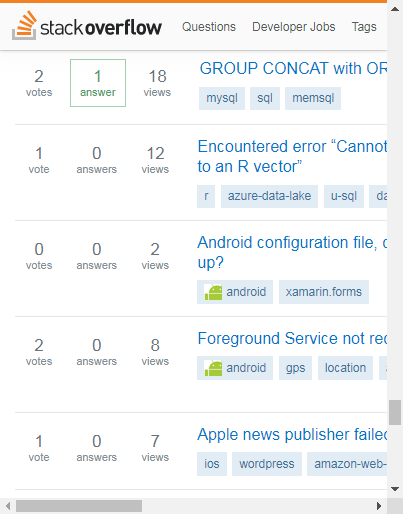 stackoverflow Questions Developer Jobs Tags
2 1 18 GROUP CONCAT with OR
votes answer views mysql sql memsql
1 0 12 Encountered error “Cannot
vote answers views to an R vector”
r azure-data-lake u-sql
0 0 2 Android configuration file,
votes answers views up?
android xamarin.forms
2 0 8 Foreground Service not
votes answers views android gps location
1 0 7 Apple news publisher failed
vote answers views ios wordpress amazon-web-